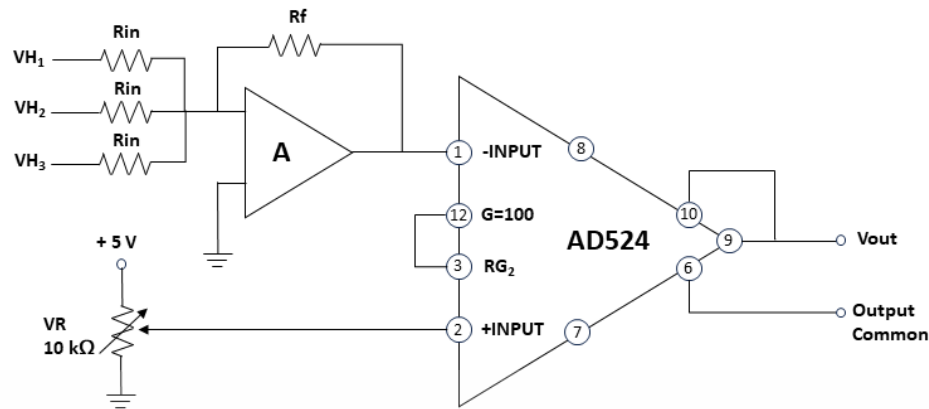 Rf
Rin
VH₁
Rin
VH₂
Rin
VH₃
A
1
-INPUT
8
12
G=100
10
AD524
9
Vout
+ 5 V
3
RG₂
6
VR
10 kΩ
2
+INPUT
7
Output
Common